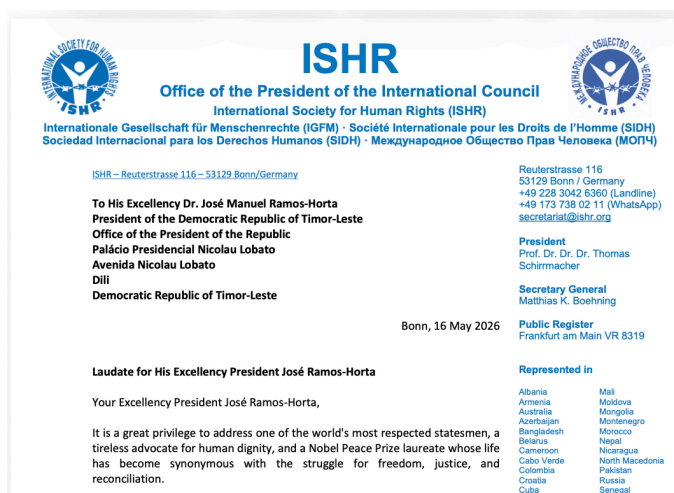 INTERNATIONAL SOCIETY FOR HUMAN RIGHTS
· ISHR ·
ISHR
Office of the President of the International Council
International Society for Human Rights (ISHR)
Internationale Gesellschaft für Menschenrechte (IGFM) · Société Internationale pour les Droits de l'Homme (SIDH)
Sociedad Internacional para los Derechos Humanos (SIDH) · Международное Общество Прав Человека (МОПЧ)
МЕЖДУНАРОДНОЕ ОБЩЕСТВО ПРАВ ЧЕЛОВЕКА
· ISHR ·
ISHR – Reuterstrasse 116 – 53129 Bonn/Germany
To His Excellency Dr. José Manuel Ramos-Horta
President of the Democratic Republic of Timor-Leste
Office of the President of the Republic
Palácio Presidencial Nicolau Lobato
Avenida Nicolau Lobato
Dili
Democratic Republic of Timor-Leste
Bonn, 16 May 2026
Laudate for His Excellency President José Ramos-Horta
Your Excellency President José Ramos-Horta,
It is a great privilege to address one of the world's most respected statesmen, a
tireless advocate for human dignity, and a Nobel Peace Prize laureate whose life
has become synonymous with the struggle for freedom, justice, and
reconciliation.
Reuterstrasse 116
53129 Bonn / Germany
+49 228 3042 6360 (Landline)
+49 173 738 02 11 (WhatsApp)
secretariat@ishr.org
President
Prof. Dr. Dr. Dr. Thomas
Schirrmacher
Secretary General
Matthias K. Boehning
Public Register
Frankfurt am Main VR 8319
Represented in
Albania
Armenia
Australia
Azerbaijan
Bangladesh
Belarus
Cameroon
Cabo Verde
Colombia
Croatia
Cuba
Mali
Moldova
Mongolia
Montenegro
Morocco
Nepal
Nicaragua
North Macedonia
Pakistan
Russia
Senegal